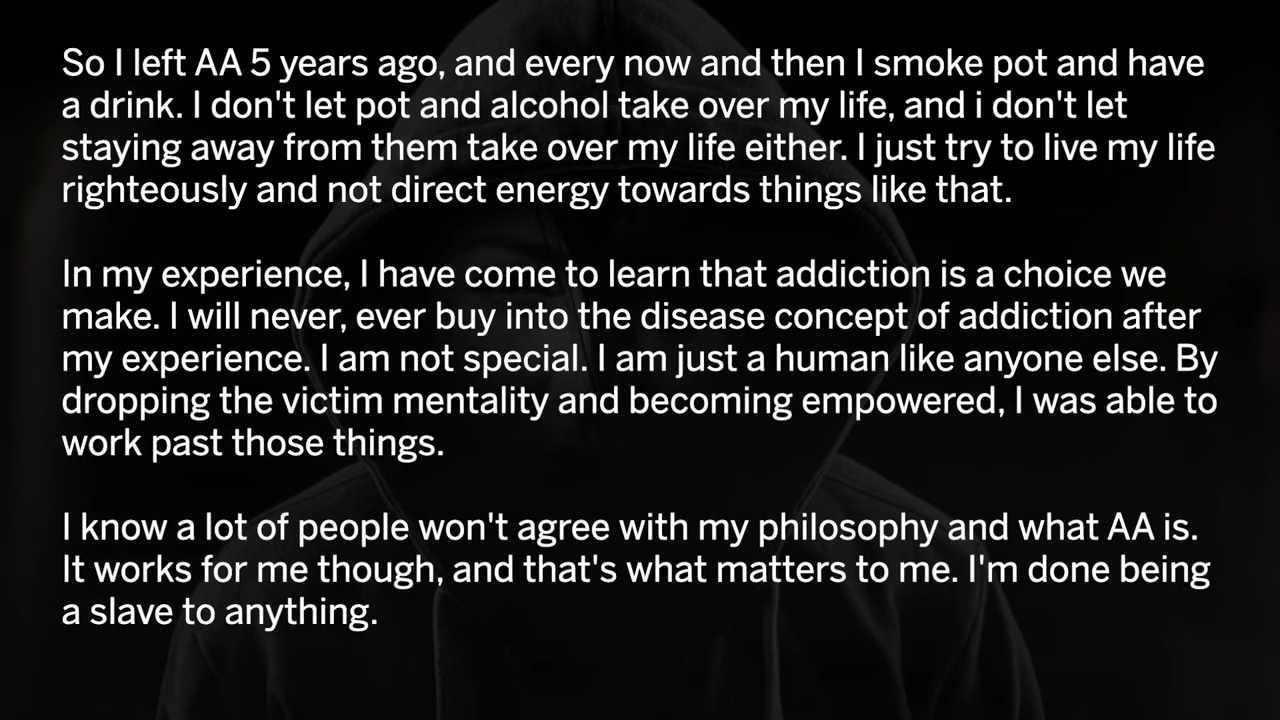 So I left AA 5 years ago, and every now and then I smoke pot and have
a drink. I don't let pot and alcohol take over my life, and i don't let
staying away from them take over my life either. I just try to live my life
righteously and not direct energy towards things like that.
In my experience, I have come to learn that addiction is a choice we
make. I will never, ever buy into the disease concept of addiction after
my experience. I am not special. I am just a human like anyone else. By
dropping the victim mentality and becoming empowered, I was able to
work past those things.
I know a lot of people won't agree with my philosophy and what AA is.
It works for me though, and that's what matters to me. I'm done being
a slave to anything.